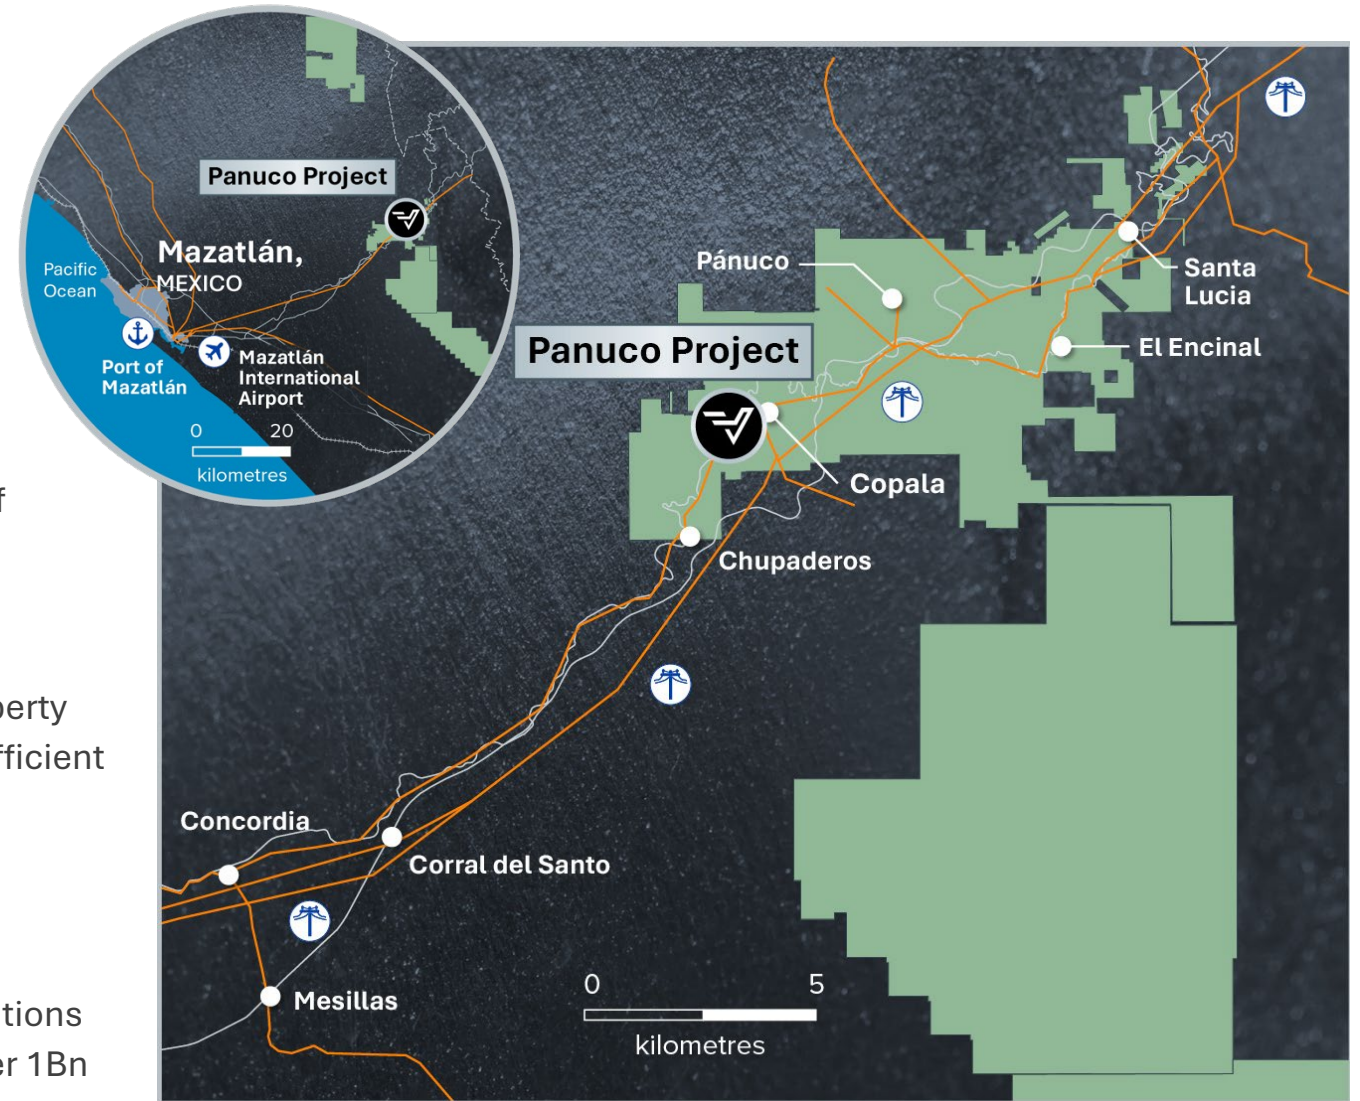 Panuco Project
Mazatlán,
MEXICO
Pacific
Ocean
Port of
Mazatlán
Mazatlán
International
Airport
0 20
kilometres
Pánuco
Santa
Lucia
Panuco Project
El Encinal
Copala
Chupaderos
Concordia
Corral del Santo
Mesillas
0 5
kilometres
f
perty
fficient
tions
er 1Bn